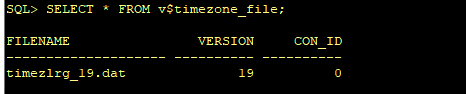 SQL> SELECT * FROM v$timezone_file;
FILENAME                VERSION     CON_ID
-------------------- ---------- ----------
timezlrg_19.dat              19          0